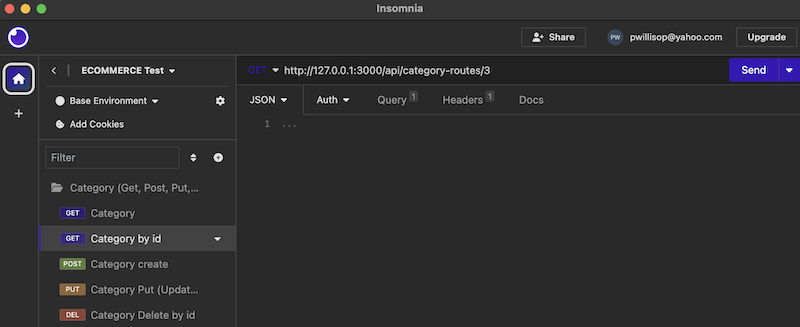 Insomnia
Share
PW pwillisop@yahoo.com
Upgrade
ECOMMERCE Test
GET http://127.0.0.1:3000/api/category-routes/3
Send
Base Environment
JSON Auth Query 1 Headers 1 Docs
Add Cookies
1 ...
Filter
Category (Get, Post, Put,...
GET Category
GET Category by id
POST Category create
PUT Category Put (Updat...
DEL Category Delete by id